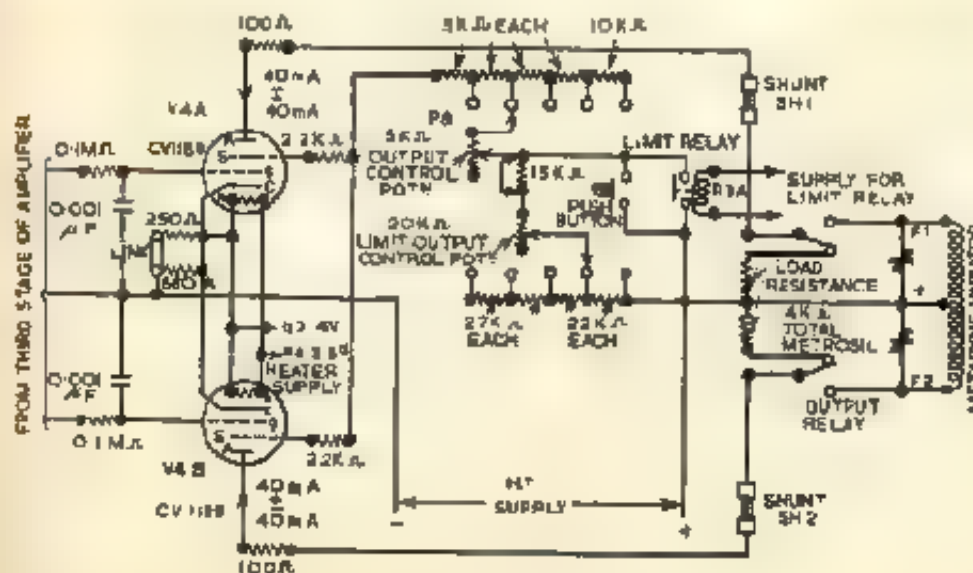 100Ω
5KΩ EACH
10KΩ
40mA
±
40mA
V4A
2.2KΩ
SHUNT
SH1
FROM THIRD STAGE OF AMPLIFIER
0·1MΩ
5KΩ
OUTPUT
CONTROL
POTR
LIMIT RELAY
15KΩ
PUSH
BUTTON
SUPPLY FOR
LIMIT RELAY
0·001
μF
250Ω
LINK
20KΩ
LIMIT OUTPUT
CONTROL POTR
F1
LOAD
RESISTANCE
27KΩ
EACH
22KΩ
EACH
4KΩ
TOTAL
METROSIL
+
HEATER
SUPPLY
0·001
μF
F2
OUTPUT
RELAY
0·1MΩ
2.2KΩ
V4B
40mA
±
40mA
HT
SUPPLY
-
+
SHUNT
SH2
100Ω